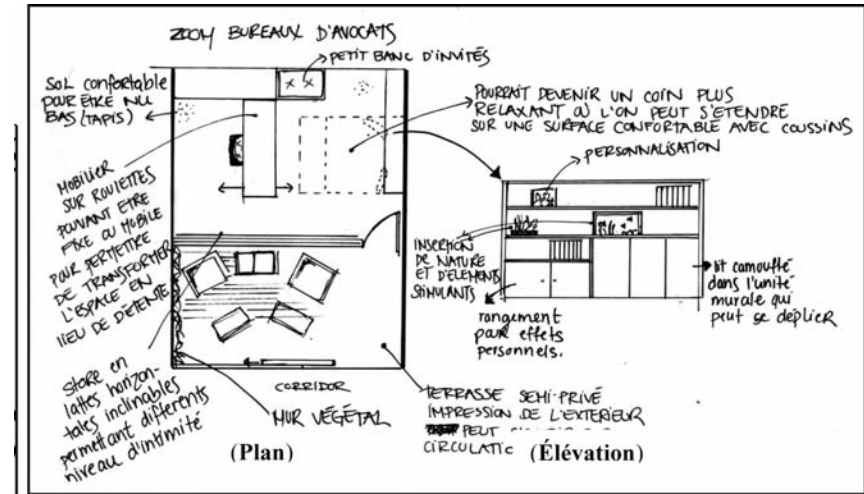 ZOOM BUREAUX D'AVOCATS
PETIT BANC D'INVITÉS
SOL confortable
POUR ÊTRE NU
BAS (TAPIS)
POURRAIT DEVENIR UN COIN PLUS
RELAXANT OÙ L'ON PEUT S'ÉTENDRE
SUR UNE SURFACE CONFORTABLE AVEC COUSSINS
PERSONNALISATION
MOBILIER
SUR ROULETTES
POUVANT ETRE
FIXE OU MOBILE
POUR PERMETTRE
DE TRANSFORMER
L'ESPACE EN
LIEU DE DÉTENTE
INSERTION
DE NATURE
ET D'ELEMENTS
STIMULANTS
lit camouflé
dans l'unité
murale qui
peut se déplier
rangement
pour effets
personnels.
Store en
lattes horizon-
tales inclinables
permettant différents
niveau d'intimité
CORRIDOR
MUR VÉGÉTAL
TERRASSE SEMI-PRIVÉ
IMPRESSION DE L'EXTERIEUR
PEUT
CIRCULATIC
(Plan)
(Élévation)